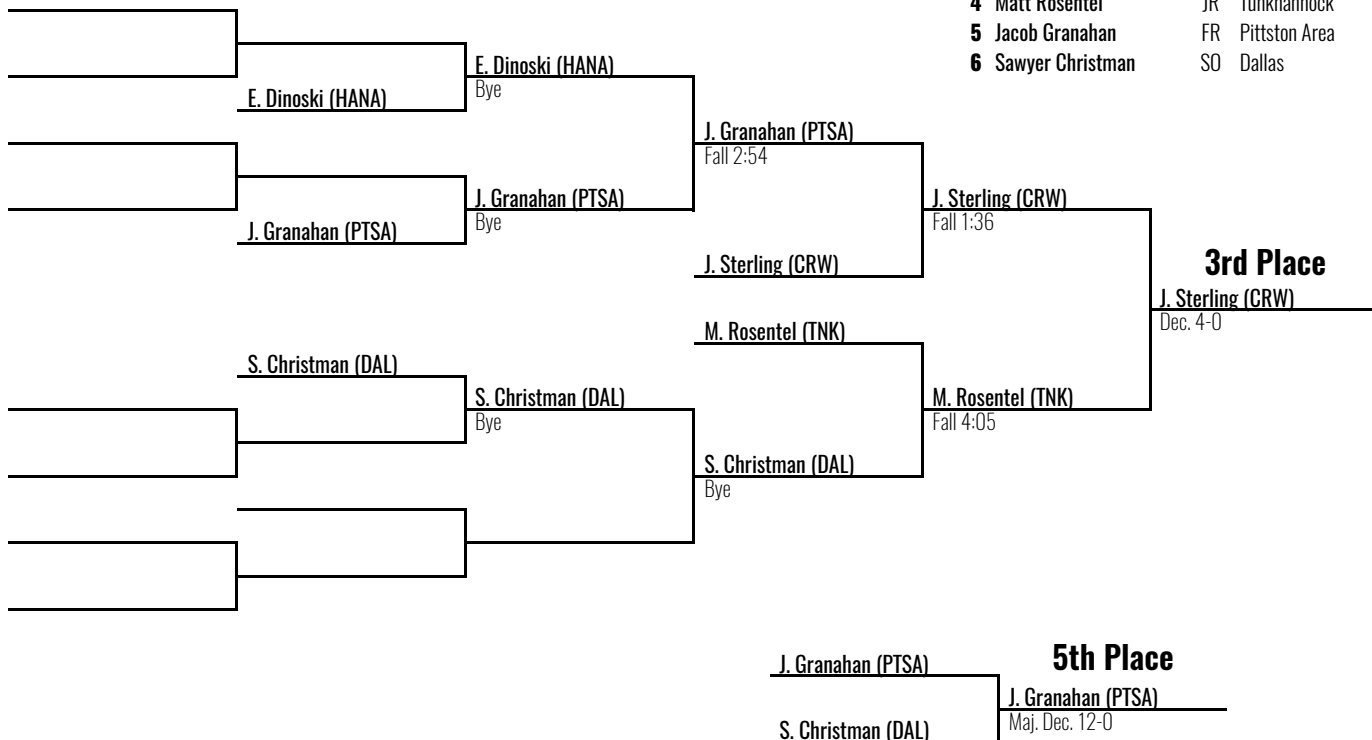 4 Matt Rosentel JR Tunkhannock
5 Jacob Granahan FR Pittston Area
6 Sawyer Christman SO Dallas
E. Dinoski (HANA)
Bye
E. Dinoski (HANA)
J. Granahan (PTSA)
Fall 2:54
J. Granahan (PTSA)
Bye
J. Sterling (CRW)
Fall 1:36
J. Granahan (PTSA)
3rd Place
J. Sterling (CRW)
J. Sterling (CRW)
Dec. 4-0
M. Rosentel (TNK)
S. Christman (DAL)
S. Christman (DAL)
Bye
M. Rosentel (TNK)
Fall 4:05
S. Christman (DAL)
Bye
5th Place
J. Granahan (PTSA)
J. Granahan (PTSA)
Maj. Dec. 12-0
S. Christman (DAL)